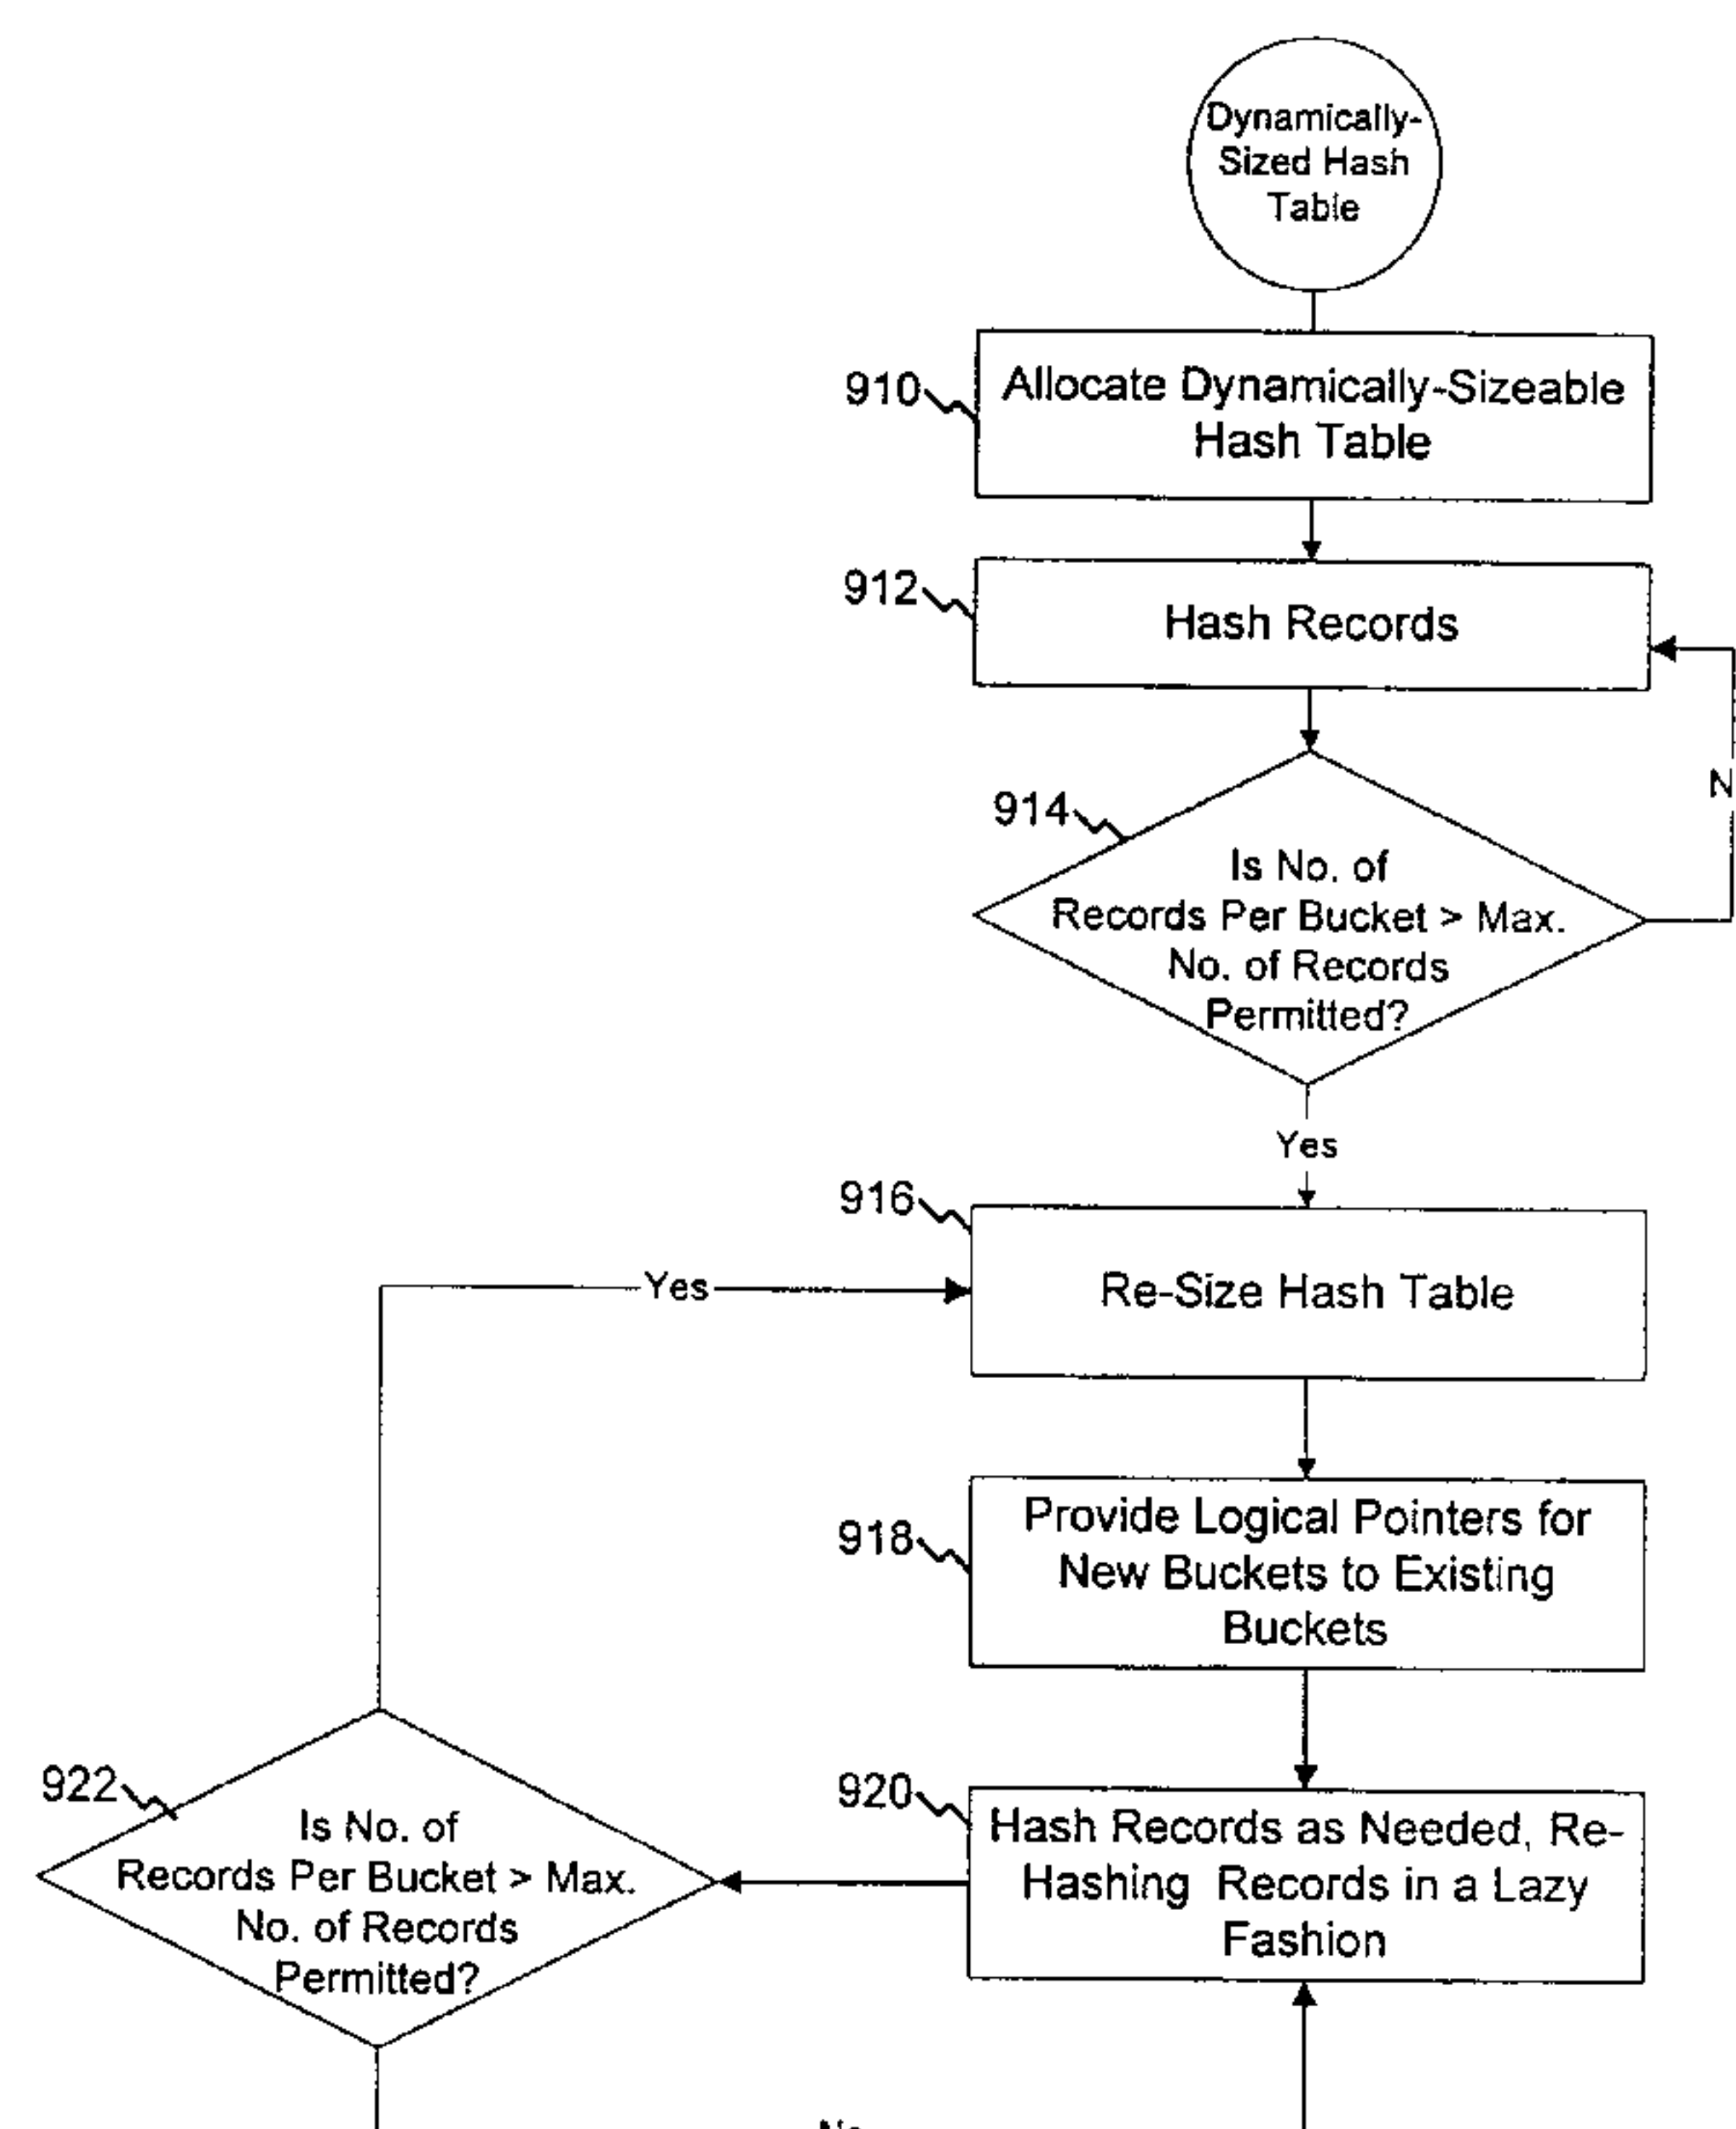 Dynamically-
Sized Hash
Table
910
Allocate Dynamically-Sizeable
Hash Table
912
Hash Records
914
Is No. of
Records Per Bucket > Max.
No. of Records
Permitted?
N
Yes
916
Re-Size Hash Table
Yes
918
Provide Logical Pointers for
New Buckets to Existing
Buckets
920
Hash Records as Needed, Re-
Hashing Records in a Lazy
Fashion
922
Is No. of
Records Per Bucket > Max.
No. of Records
Permitted?